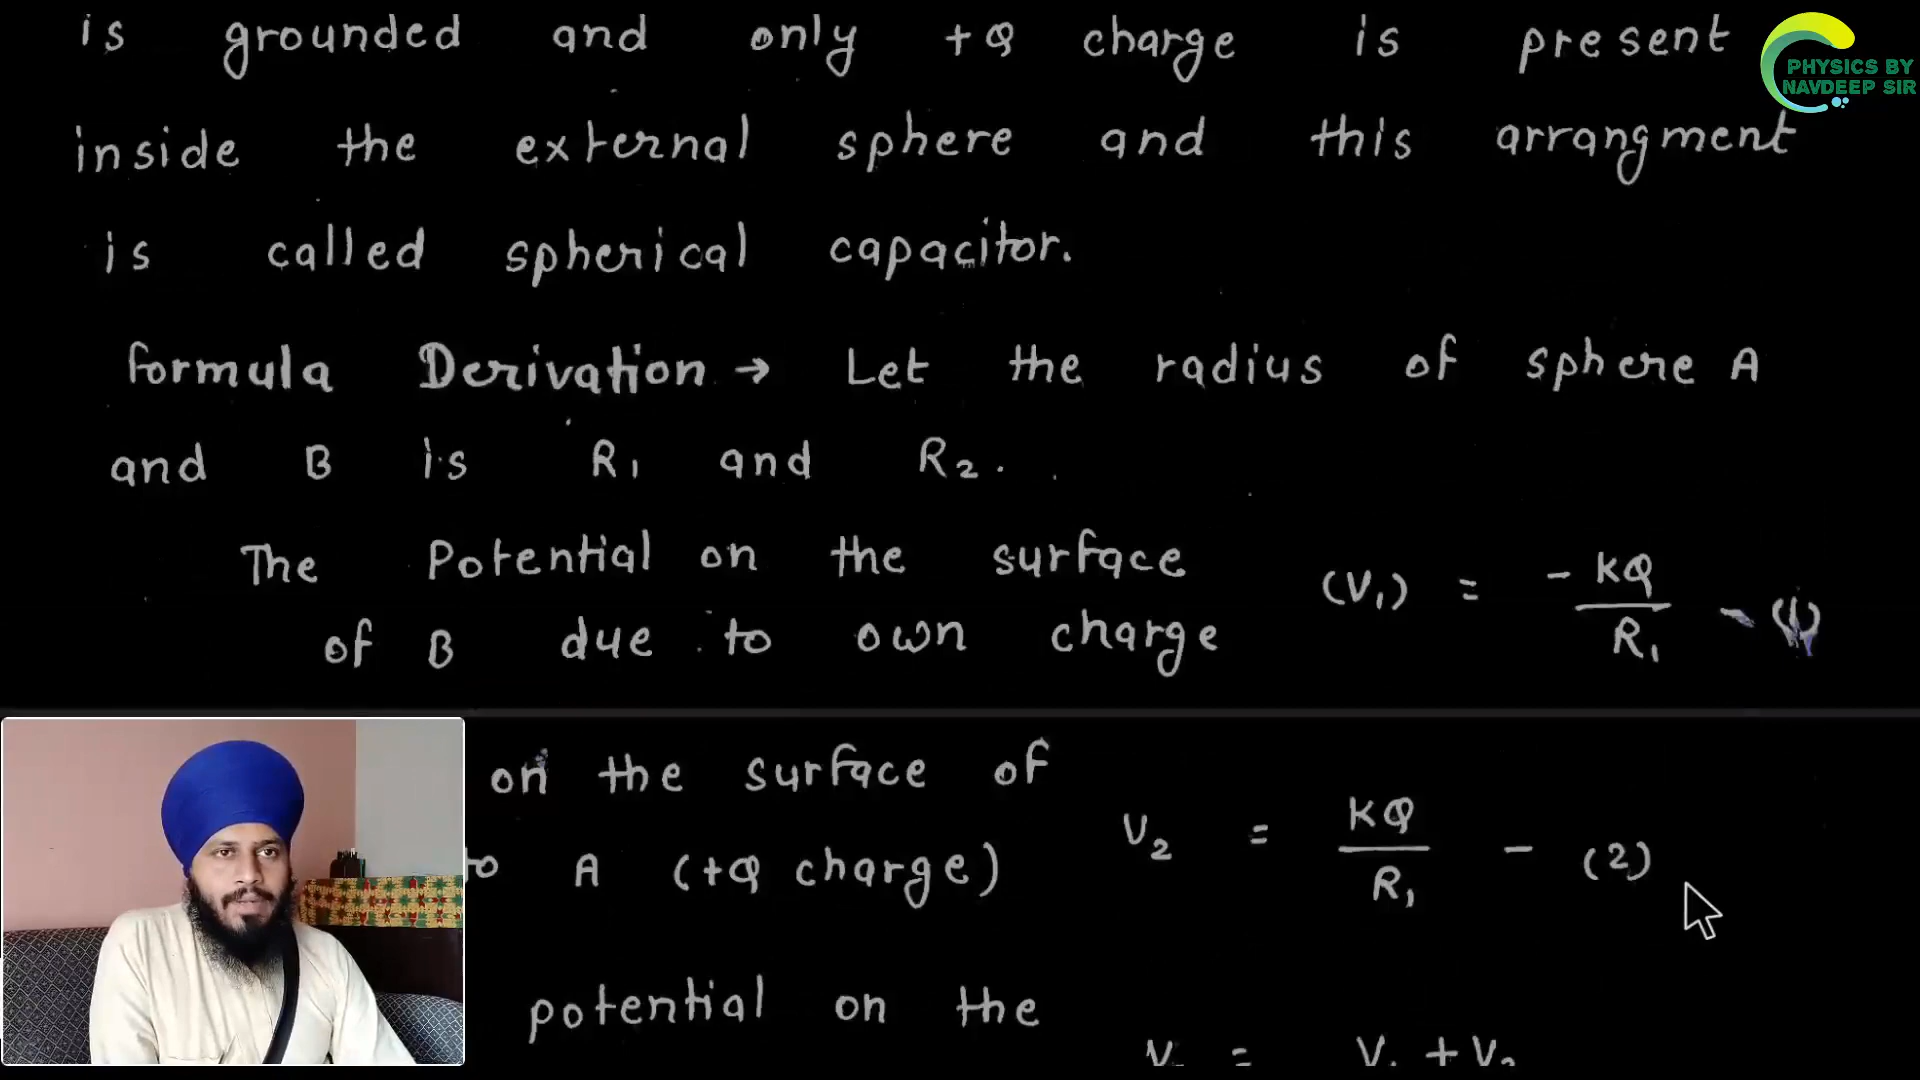 is grounded and only +Q charge is present
PHYSICS BY
NAVDEEP SIR
inside the external sphere and this arrangment
is called spherical capacitor.
formula Derivation → Let the radius of sphere A
and B is R₁ and R₂.
The Potential on the surface
of B due to own charge
(V₁) = -KQ/R₁ - (1)
on the surface of
to A (+Q charge)
V₂ = KQ/R₁ - (2)
potential on the